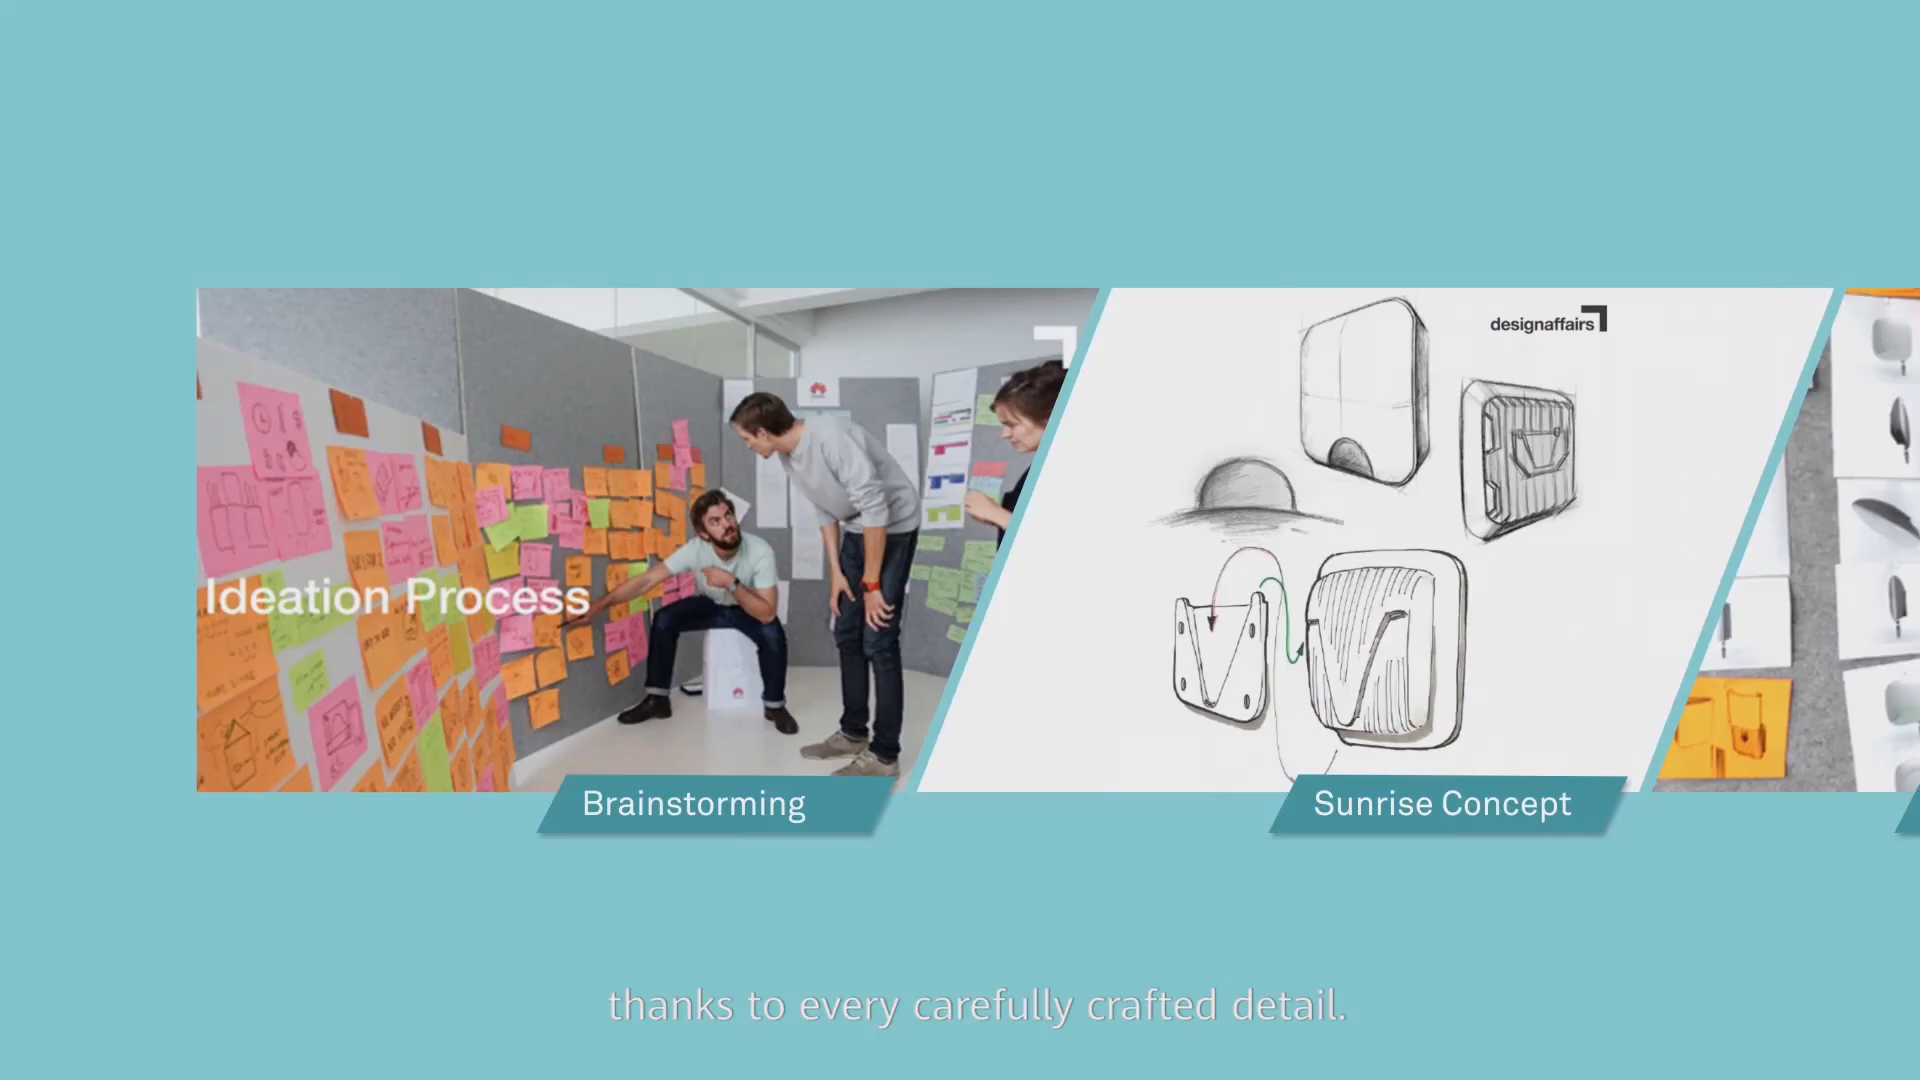 designaffairs
Ideation Process
Brainstorming
Sunrise Concept
thanks to every carefully crafted detail.